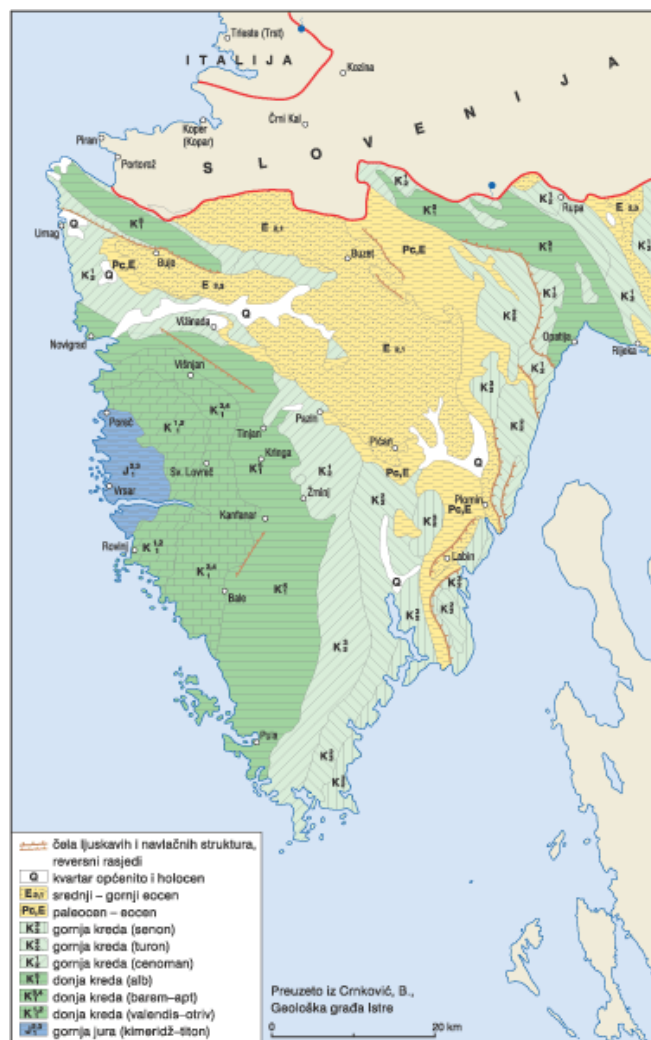 Trieste (Trst)
ITALIJA
Kozina
Črni Kal
Koper
(Kopar)
Piran
Portorož
SLOVENIJA
Rupa
Umag
Q
Buje
Buzet
Pc,E
Opatija
Rijeka
Vižinada
Novigrad
Višnjan
Poreč
Pazin
Tinjan
Kringa
Pićan
Sv. Lovreč
Vrsar
Žminj
Kanfanar
Plomin
Rovinj
Labin
Bale
Pula
čela ljuskavih i navlačnih struktura,
reversni rasjedi
Q kvartar općenito i holocen
srednji – gornji eocen
Pc,E paleocen – eocen
gornja kreda (senon)
gornja kreda (turon)
gornja kreda (cenoman)
donja kreda (alb)
donja kreda (barem–apt)
donja kreda (valendis–otriv)
gornja jura (kimeridž–titon)
Preuzeto iz Crnković, B.,
Geološka građa Istre
0 20 km